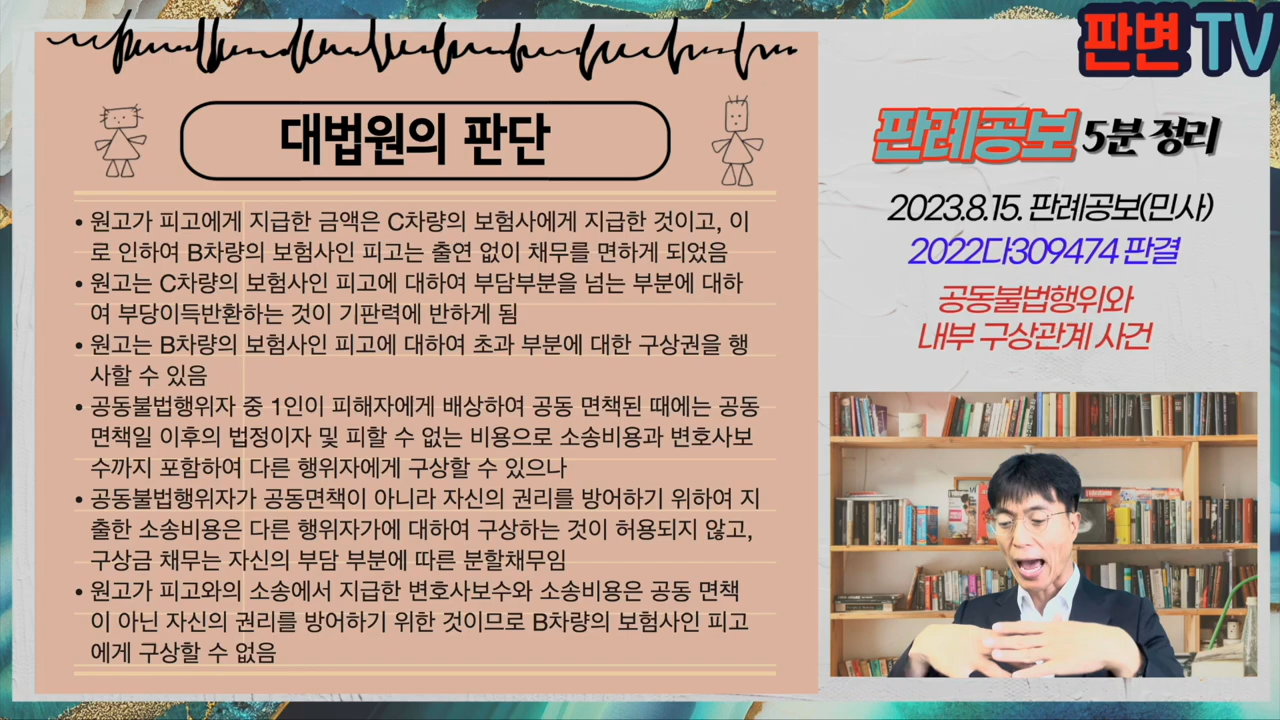 판변 TV
대법원의 판단
• 원고가 피고에게 지급한 금액은 C차량의 보험사에게 지급한 것이고, 이
로 인하여 B차량의 보험사인 피고는 출연 없이 채무를 면하게 되었음
• 원고는 C차량의 보험사인 피고에 대하여 부담부분을 넘는 부분에 대하
여 부당이득반환하는 것이 기판력에 반하게 됨
• 원고는 B차량의 보험사인 피고에 대하여 초과 부분에 대한 구상권을 행
사할 수 있음
• 공동불법행위자 중 1인이 피해자에게 배상하여 공동 면책된 때에는 공동
면책일 이후의 법정이자 및 피할 수 없는 비용으로 소송비용과 변호사보
수까지 포함하여 다른 행위자에게 구상할 수 있으나
• 공동불법행위자가 공동면책이 아니라 자신의 권리를 방어하기 위하여 지
출한 소송비용은 다른 행위자가에 대하여 구상하는 것이 허용되지 않고,
구상금 채무는 자신의 부담 부분에 따른 분할채무임
• 원고가 피고와의 소송에서 지급한 변호사보수와 소송비용은 공동 면책
이 아닌 자신의 권리를 방어하기 위한 것이므로 B차량의 보험사인 피고
에게 구상할 수 없음
판례공보 5분 정리
2023.8.15. 판례공보(민사)
2022다309474 판결
공동불법행위와
내부 구상관계 사건